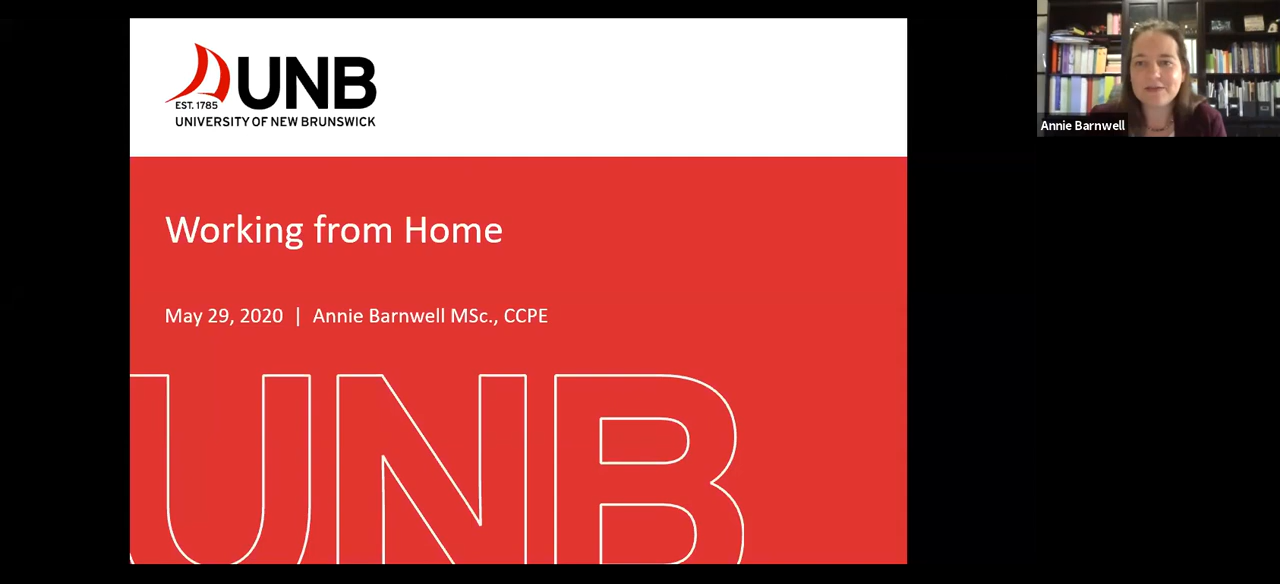 UNB
EST. 1785
UNIVERSITY OF NEW BRUNSWICK
Working from Home
May 29, 2020 | Annie Barnwell MSc., CCPE
UNB
Annie Barnwell